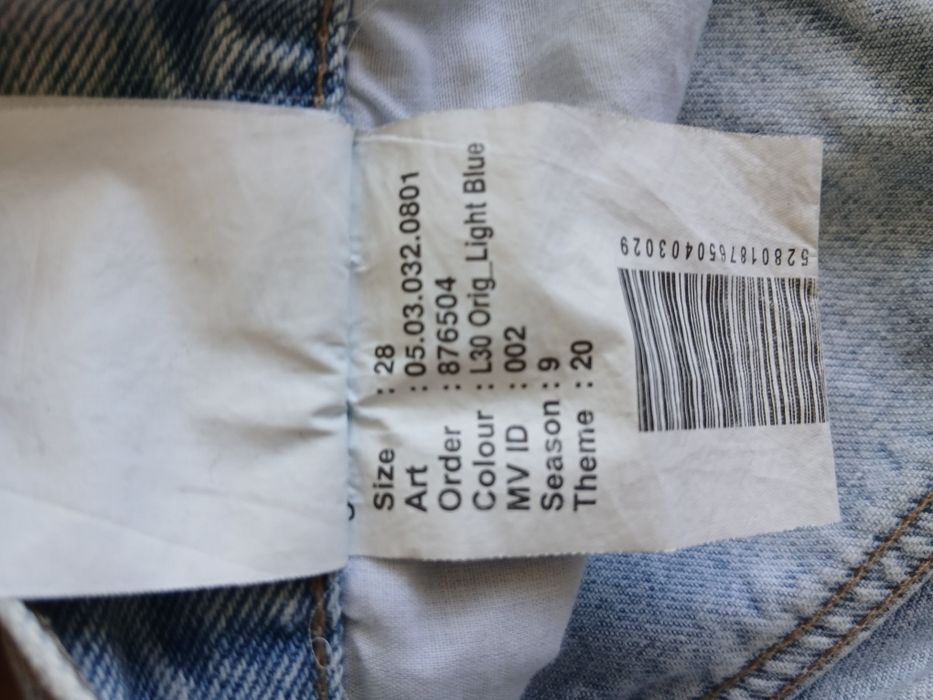 Size : 28
Art : 05.03.032.0801
Order : 876504
Colour : L30 Orig_Light Blue
MV ID : 002
Season : 9
Theme : 20
5280187650403029